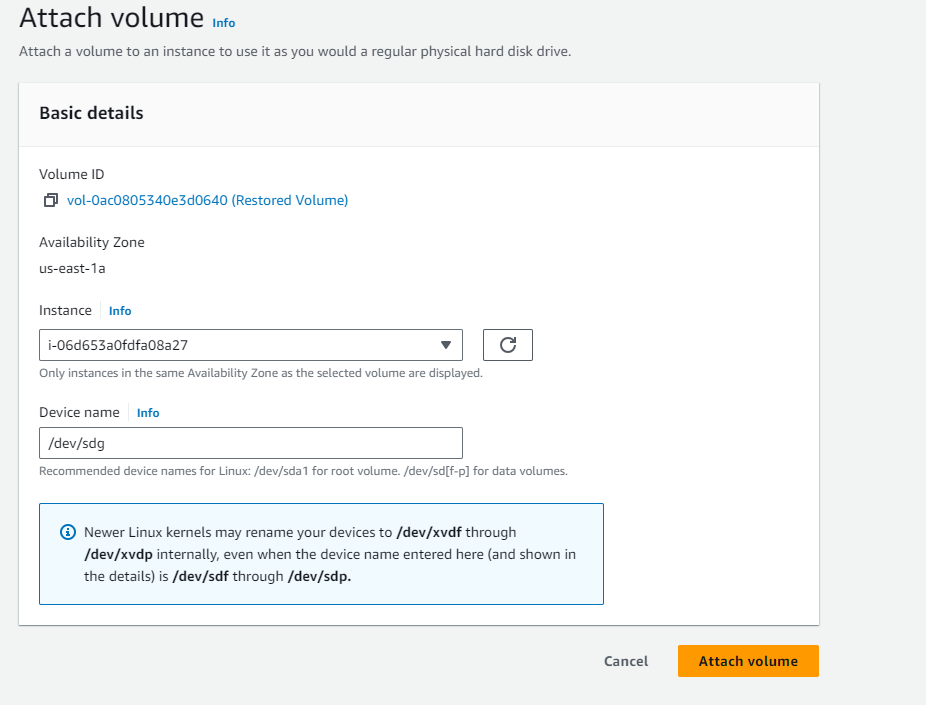 Attach volume Info
Attach a volume to an instance to use it as you would a regular physical hard disk drive.
Basic details
Volume ID
vol-0ac0805340e3d0640 (Restored Volume)
Availability Zone
us-east-1a
Instance Info
i-06d653a0fdfa08a27
Only instances in the same Availability Zone as the selected volume are displayed.
Device name Info
/dev/sdg
Recommended device names for Linux: /dev/sda1 for root volume. /dev/sd[f-p] for data volumes.
Newer Linux kernels may rename your devices to /dev/xvdf through
/dev/xvdp internally, even when the device name entered here (and shown in
the details) is /dev/sdf through /dev/sdp.
Cancel Attach volume